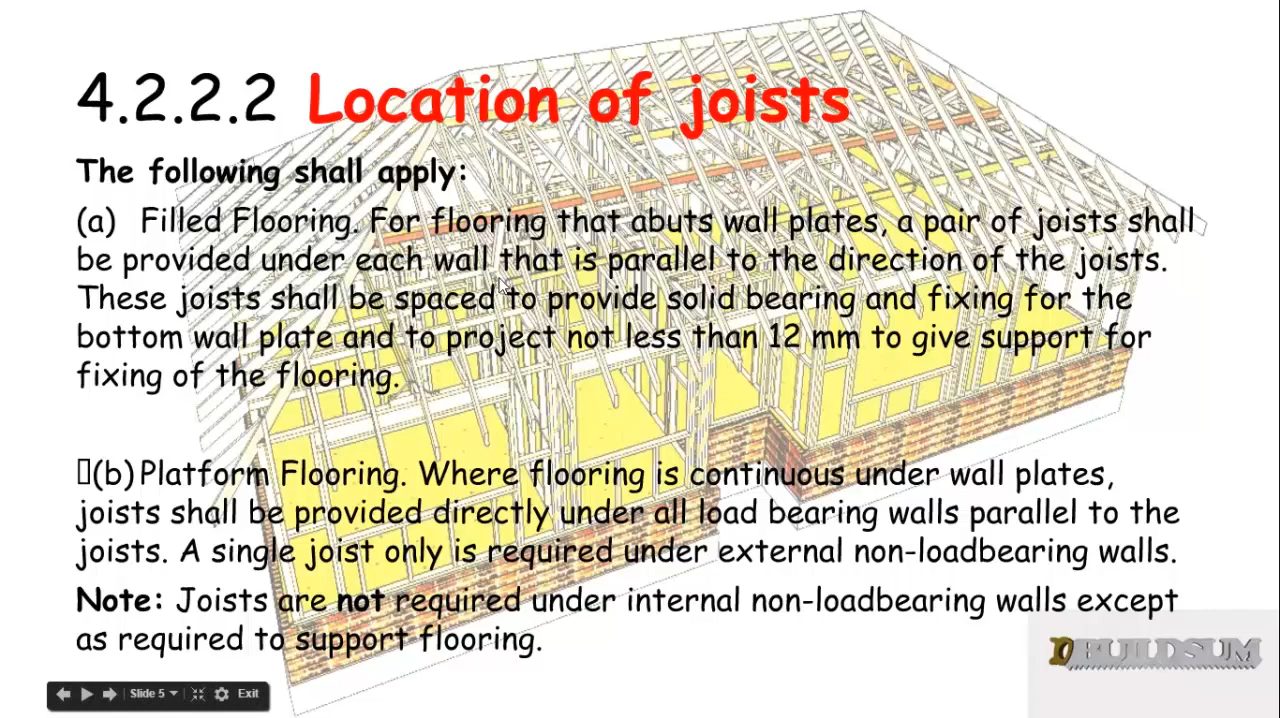 4.2.2.2 Location of joists
The following shall apply:
(a) Filled Flooring. For flooring that abuts wall plates, a pair of joists shall
be provided under each wall that is parallel to the direction of the joists.
These joists shall be spaced to provide solid bearing and fixing for the
bottom wall plate and to project not less than 12 mm to give support for
fixing of the flooring.
(b) Platform Flooring. Where flooring is continuous under wall plates,
joists shall be provided directly under all load bearing walls parallel to the
joists. A single joist only is required under external non-loadbearing walls.
Note: Joists are not required under internal non-loadbearing walls except
as required to support flooring.
BUILDSUM
Slide 5
Exit